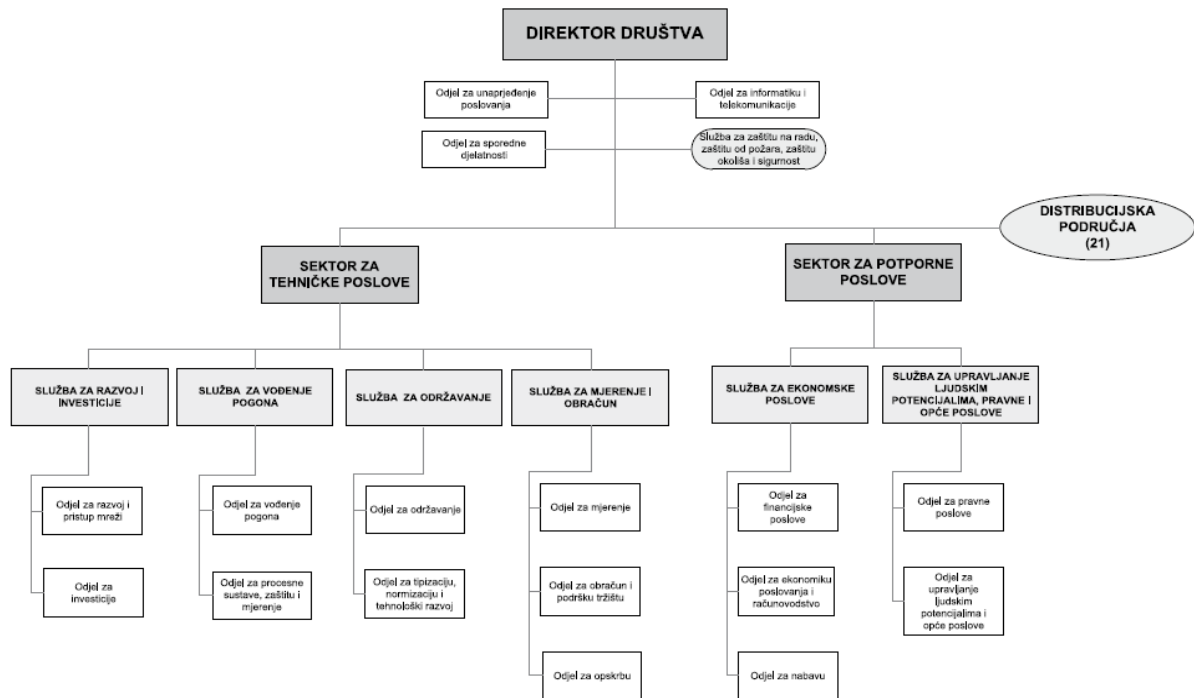 DIREKTOR DRUŠTVA
Odjel za unaprjeđenje
poslovanja
Odjel za informatiku i
telekomunikacije
Odjel za sporedne
djelatnosti
Služba za zaštitu na radu,
zaštitu od požara, zaštitu
okoliša i sigurnost
DISTRIBUCIJSKA
PODRUČJA
(21)
SEKTOR ZA
TEHNIČKE POSLOVE
SEKTOR ZA POTPORNE
POSLOVE
SLUŽBA ZA RAZVOJ I
INVESTICIJE
SLUŽBA ZA VOĐENJE
POGONA
SLUŽBA ZA ODRŽAVANJE
SLUŽBA ZA MJERENJE I
OBRAČUN
SLUŽBA ZA EKONOMSKE
POSLOVE
SLUŽBA ZA UPRAVLJANJE
LJUDSKIM
POTENCIJALIMA, PRAVNE I
OPĆE POSLOVE
Odjel za razvoj i
pristup mreži
Odjel za vođenje
pogona
Odjel za održavanje
Odjel za mjerenje
Odjel za
financijske
poslove
Odjel za pravne
poslove
Odjel za
investicije
Odjel za procesne
sustave, zaštitu i
mjerenje
Odjel za tipizaciju,
normizaciju i
tehnološki razvoj
Odjel za obračun i
podršku tržištu
Odjel za ekonomiku
poslovanja i
računovodstvo
Odjel za
upravljanje
ljudskim
potencijalima i
opće poslove
Odjel za opskrbu
Odjel za nabavu